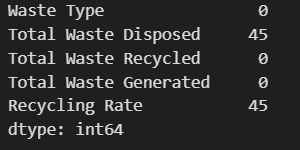 Waste Type 0
Total Waste Disposed 45
Total Waste Recycled 0
Total Waste Generated 0
Recycling Rate 45
dtype: int64